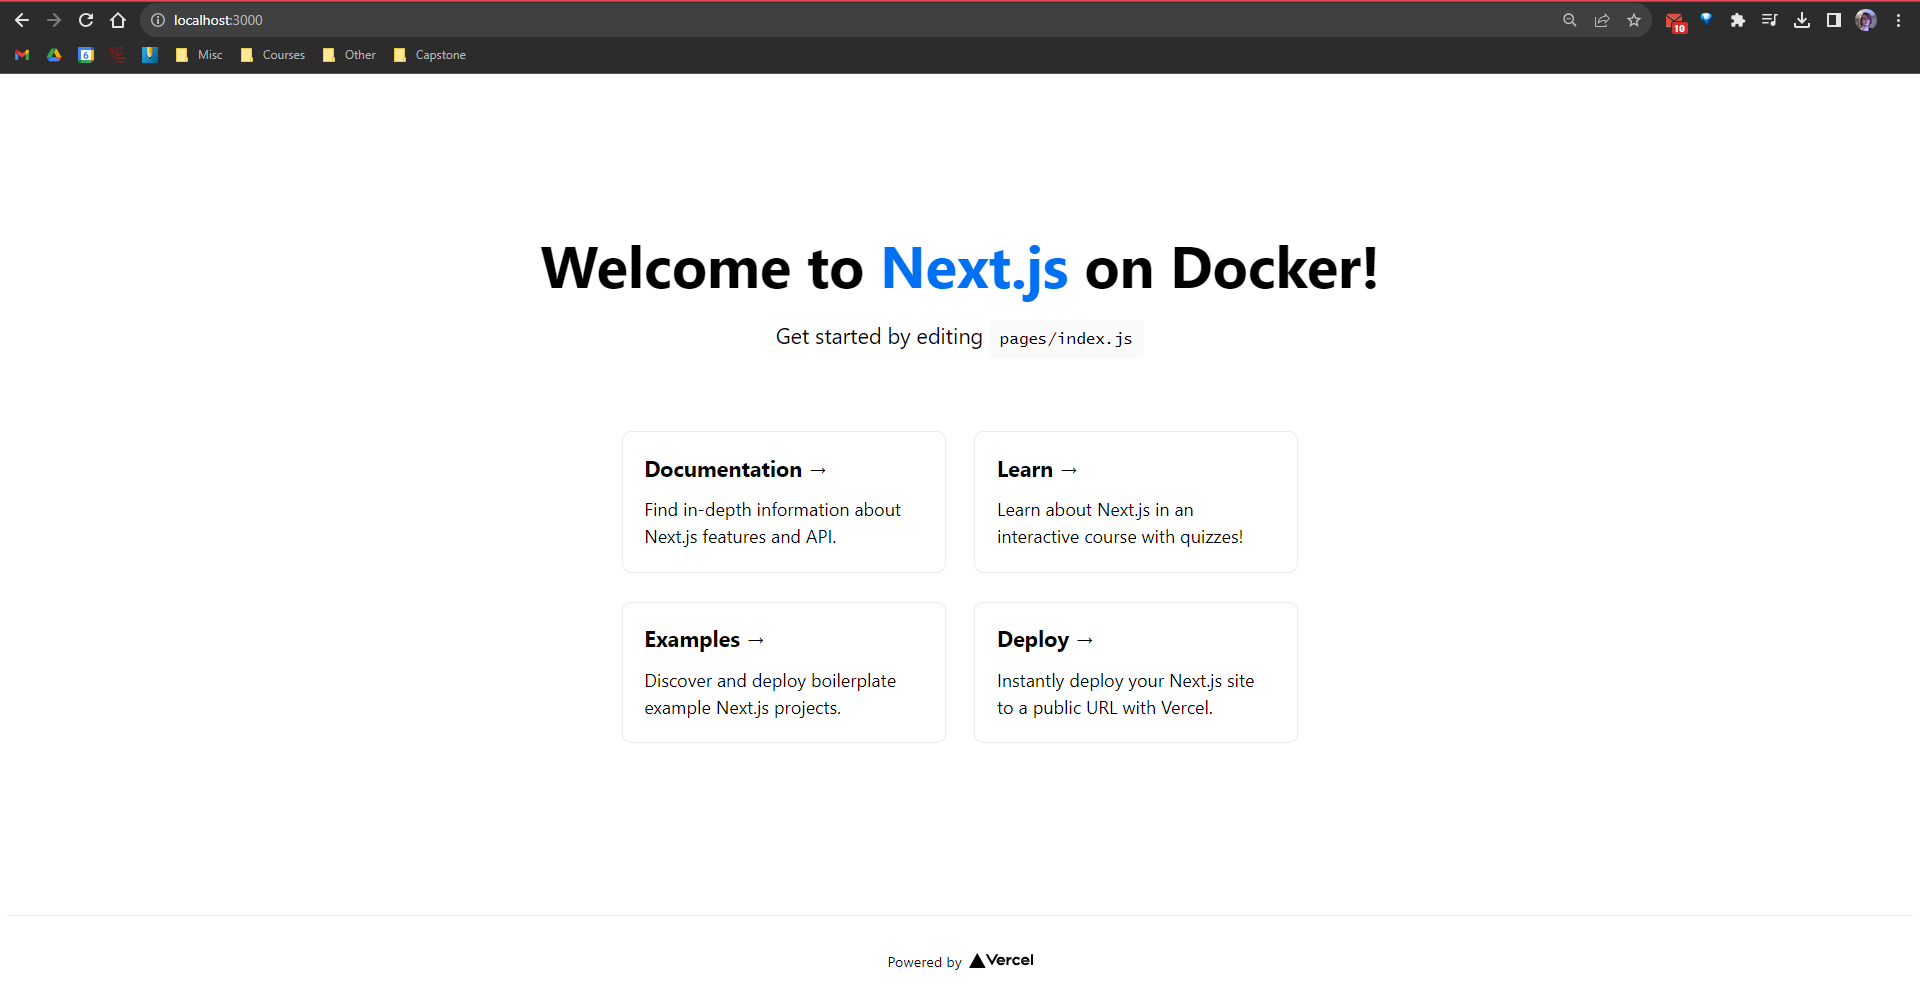 localhost:3000
10
6
Misc
Courses
Other
Capstone
Welcome to Next.js on Docker!
Get started by editing pages/index.js
Documentation →
Find in-depth information about
Next.js features and API.
Learn →
Learn about Next.js in an
interactive course with quizzes!
Examples →
Discover and deploy boilerplate
example Next.js projects.
Deploy →
Instantly deploy your Next.js site
to a public URL with Vercel.
Powered by Vercel